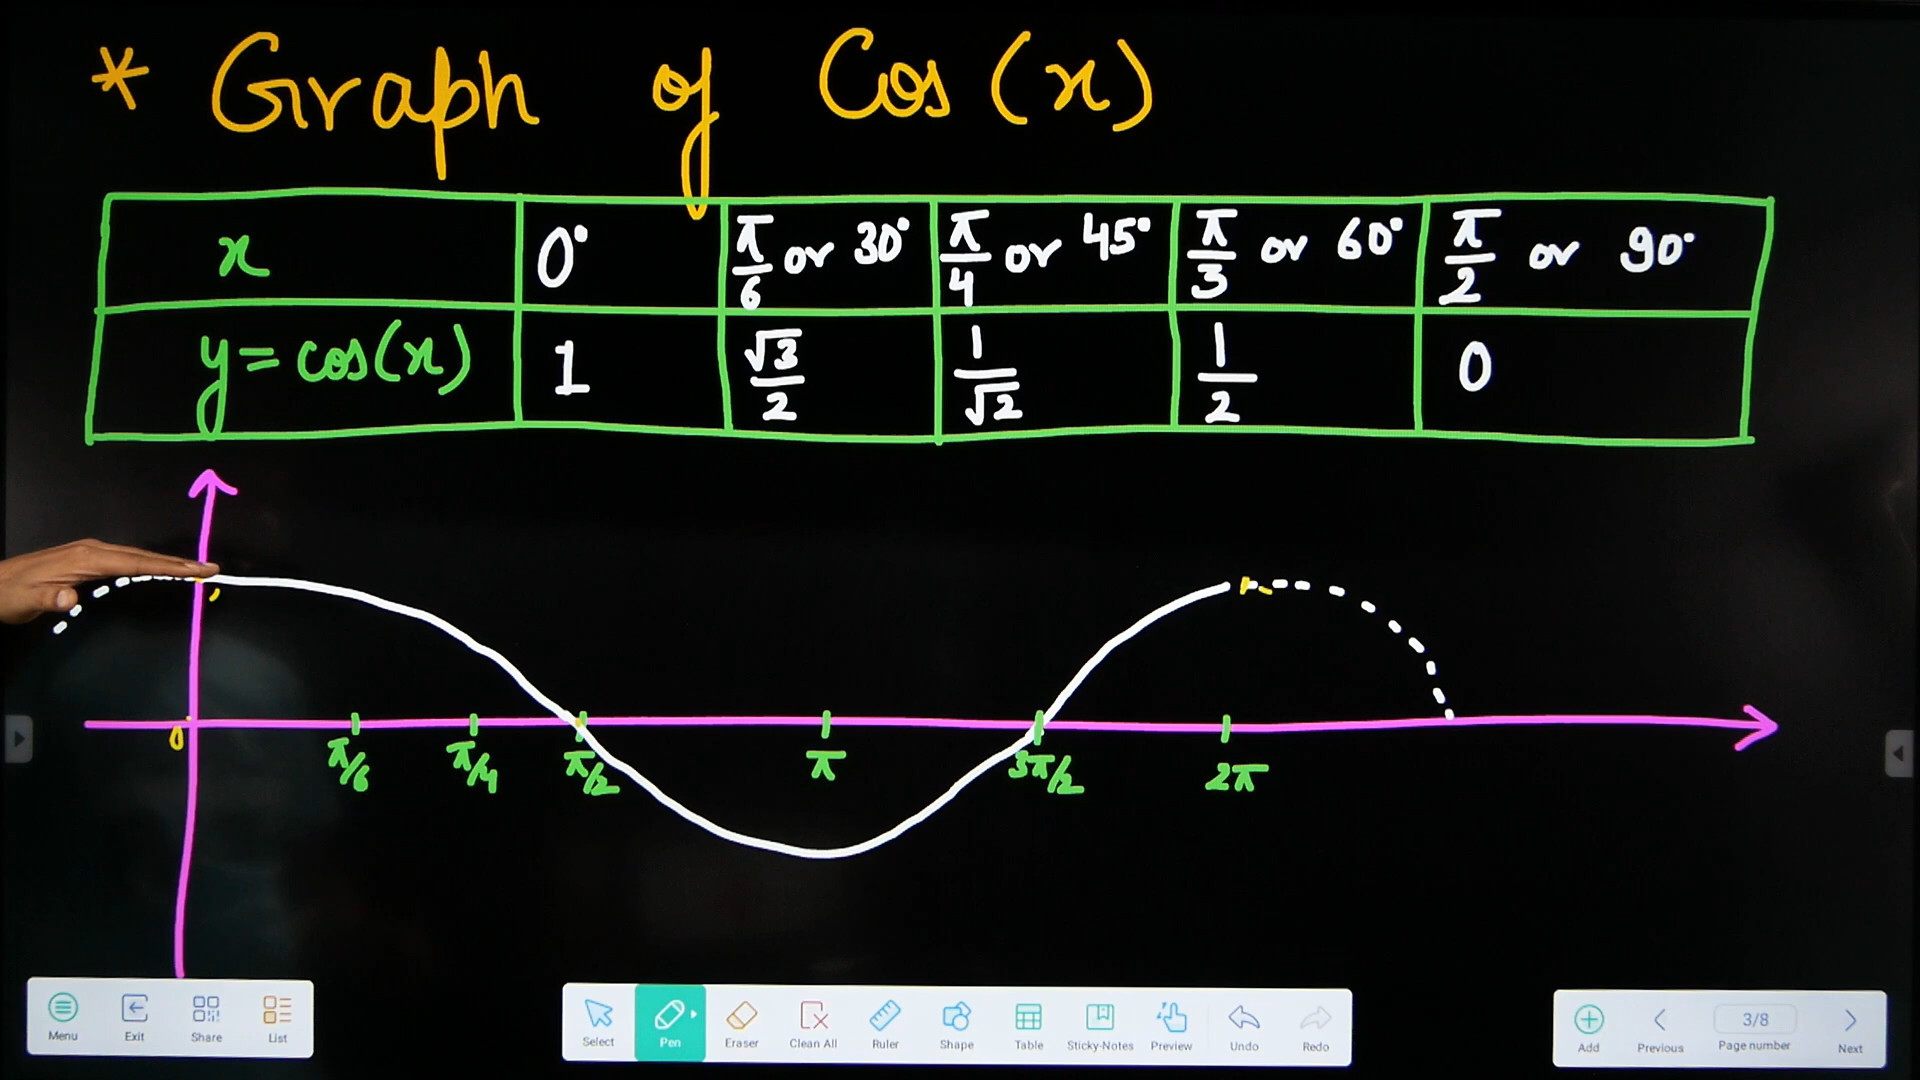 * Graph of Cos(x)
x 0° π/6 or 30° π/4 or 45° π/3 or 60° π/2 or 90°
y=cos(x) 1 √3/2 1/√2 1/2 0
0 π/6 π/4 π/2 π 3π/2 2π
Menu Exit Share List Select Pen Eraser Clean All Ruler Shape Table Sticky-Notes Preview Undo Redo Add Previous 3/8 Page number Next